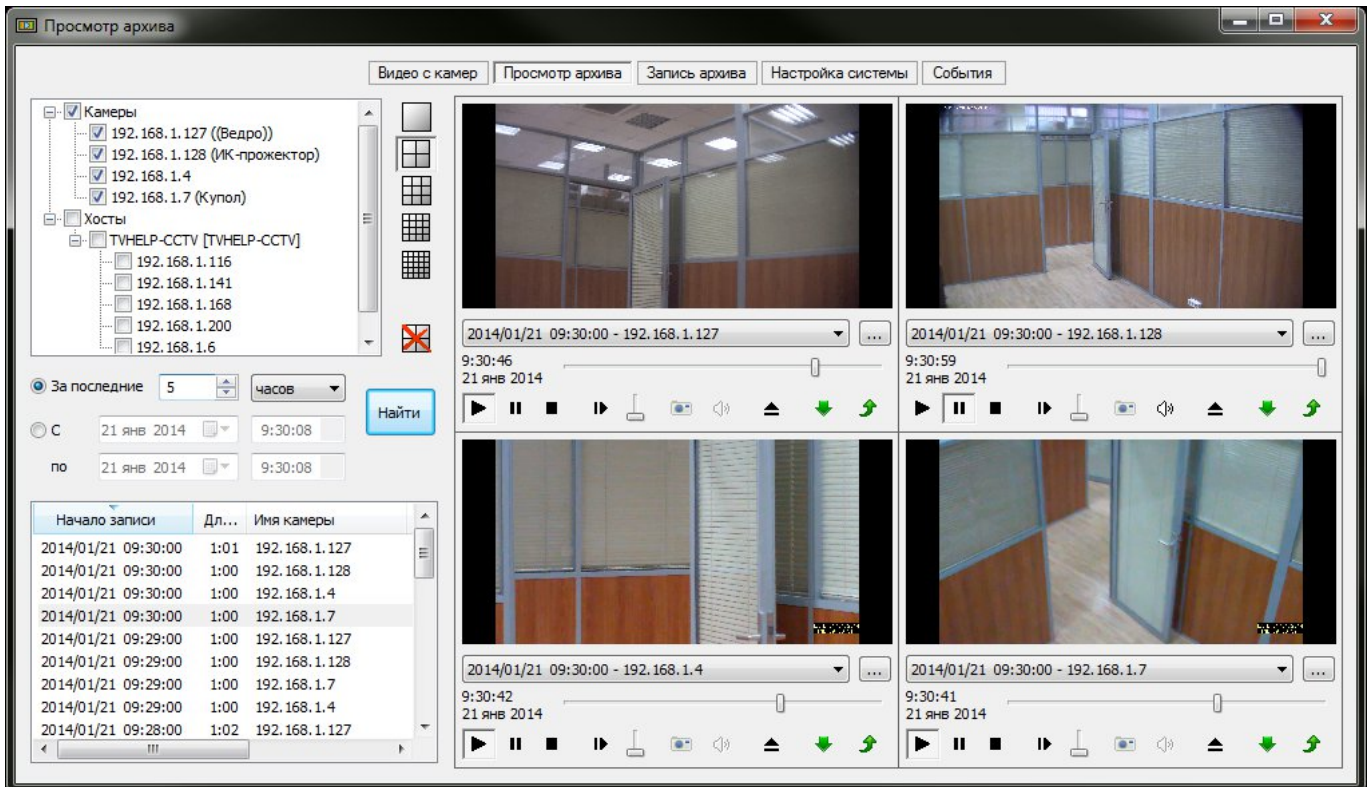 Просмотр архива
Видео с камер Просмотр архива Запись архива Настройка системы События
Камеры
192.168.1.127 ((Ведро))
192.168.1.128 (ИК-прожектор)
192.168.1.4
192.168.1.7 (Купол)
Хосты
TVHELP-CCTV [TVHELP-CCTV]
192.168.1.116
192.168.1.141
192.168.1.168
192.168.1.200
192.168.1.6
За последние 5 часов
Найти
С 21 янв 2014 9:30:08
по 21 янв 2014 9:30:08
Начало записи Дл... Имя камеры
2014/01/21 09:30:00 1:01 192.168.1.127
2014/01/21 09:30:00 1:00 192.168.1.128
2014/01/21 09:30:00 1:00 192.168.1.4
2014/01/21 09:30:00 1:00 192.168.1.7
2014/01/21 09:29:00 1:00 192.168.1.127
2014/01/21 09:29:00 1:00 192.168.1.128
2014/01/21 09:29:00 1:00 192.168.1.7
2014/01/21 09:29:00 1:00 192.168.1.4
2014/01/21 09:28:00 1:02 192.168.1.127
2014/01/21 09:30:00 - 192.168.1.127 ...
9:30:46
21 янв 2014
2014/01/21 09:30:00 - 192.168.1.128 ...
9:30:59
21 янв 2014
2014/01/21 09:30:00 - 192.168.1.4 ...
9:30:42
21 янв 2014
2014/01/21 09:30:00 - 192.168.1.7 ...
9:30:41
21 янв 2014